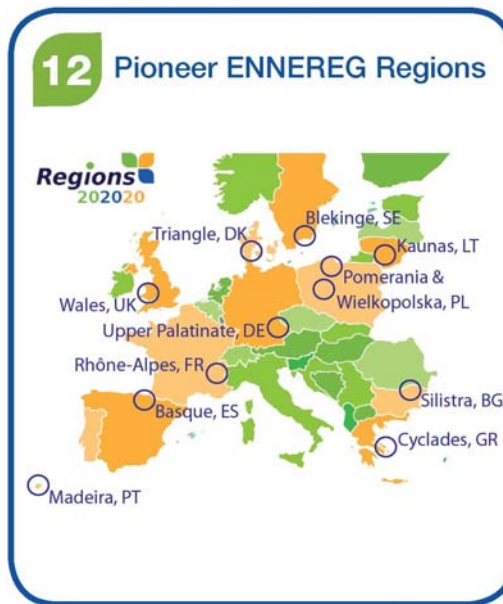 12 Pioneer ENNEREG Regions
Regions
202020
Blekinge, SE
Triangle, DK
Kaunas, LT
Pomerania &
Wielkopolska, PL
Wales, UK
Upper Palatinate, DE
Rhône-Alpes, FR
Silistra, BG
Basque, ES
Cyclades, GR
Madeira, PT